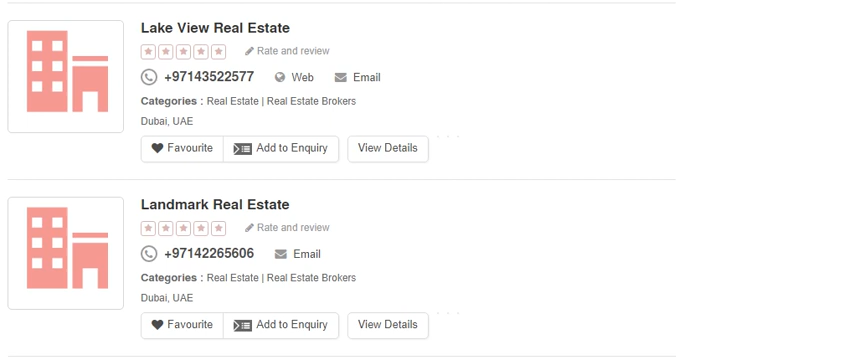 Lake View Real Estate
Rate and review
+97143522577 Web Email
Categories : Real Estate | Real Estate Brokers
Dubai, UAE
Favourite Add to Enquiry View Details
Landmark Real Estate
Rate and review
+97142265606 Email
Categories : Real Estate | Real Estate Brokers
Dubai, UAE
Favourite Add to Enquiry View Details